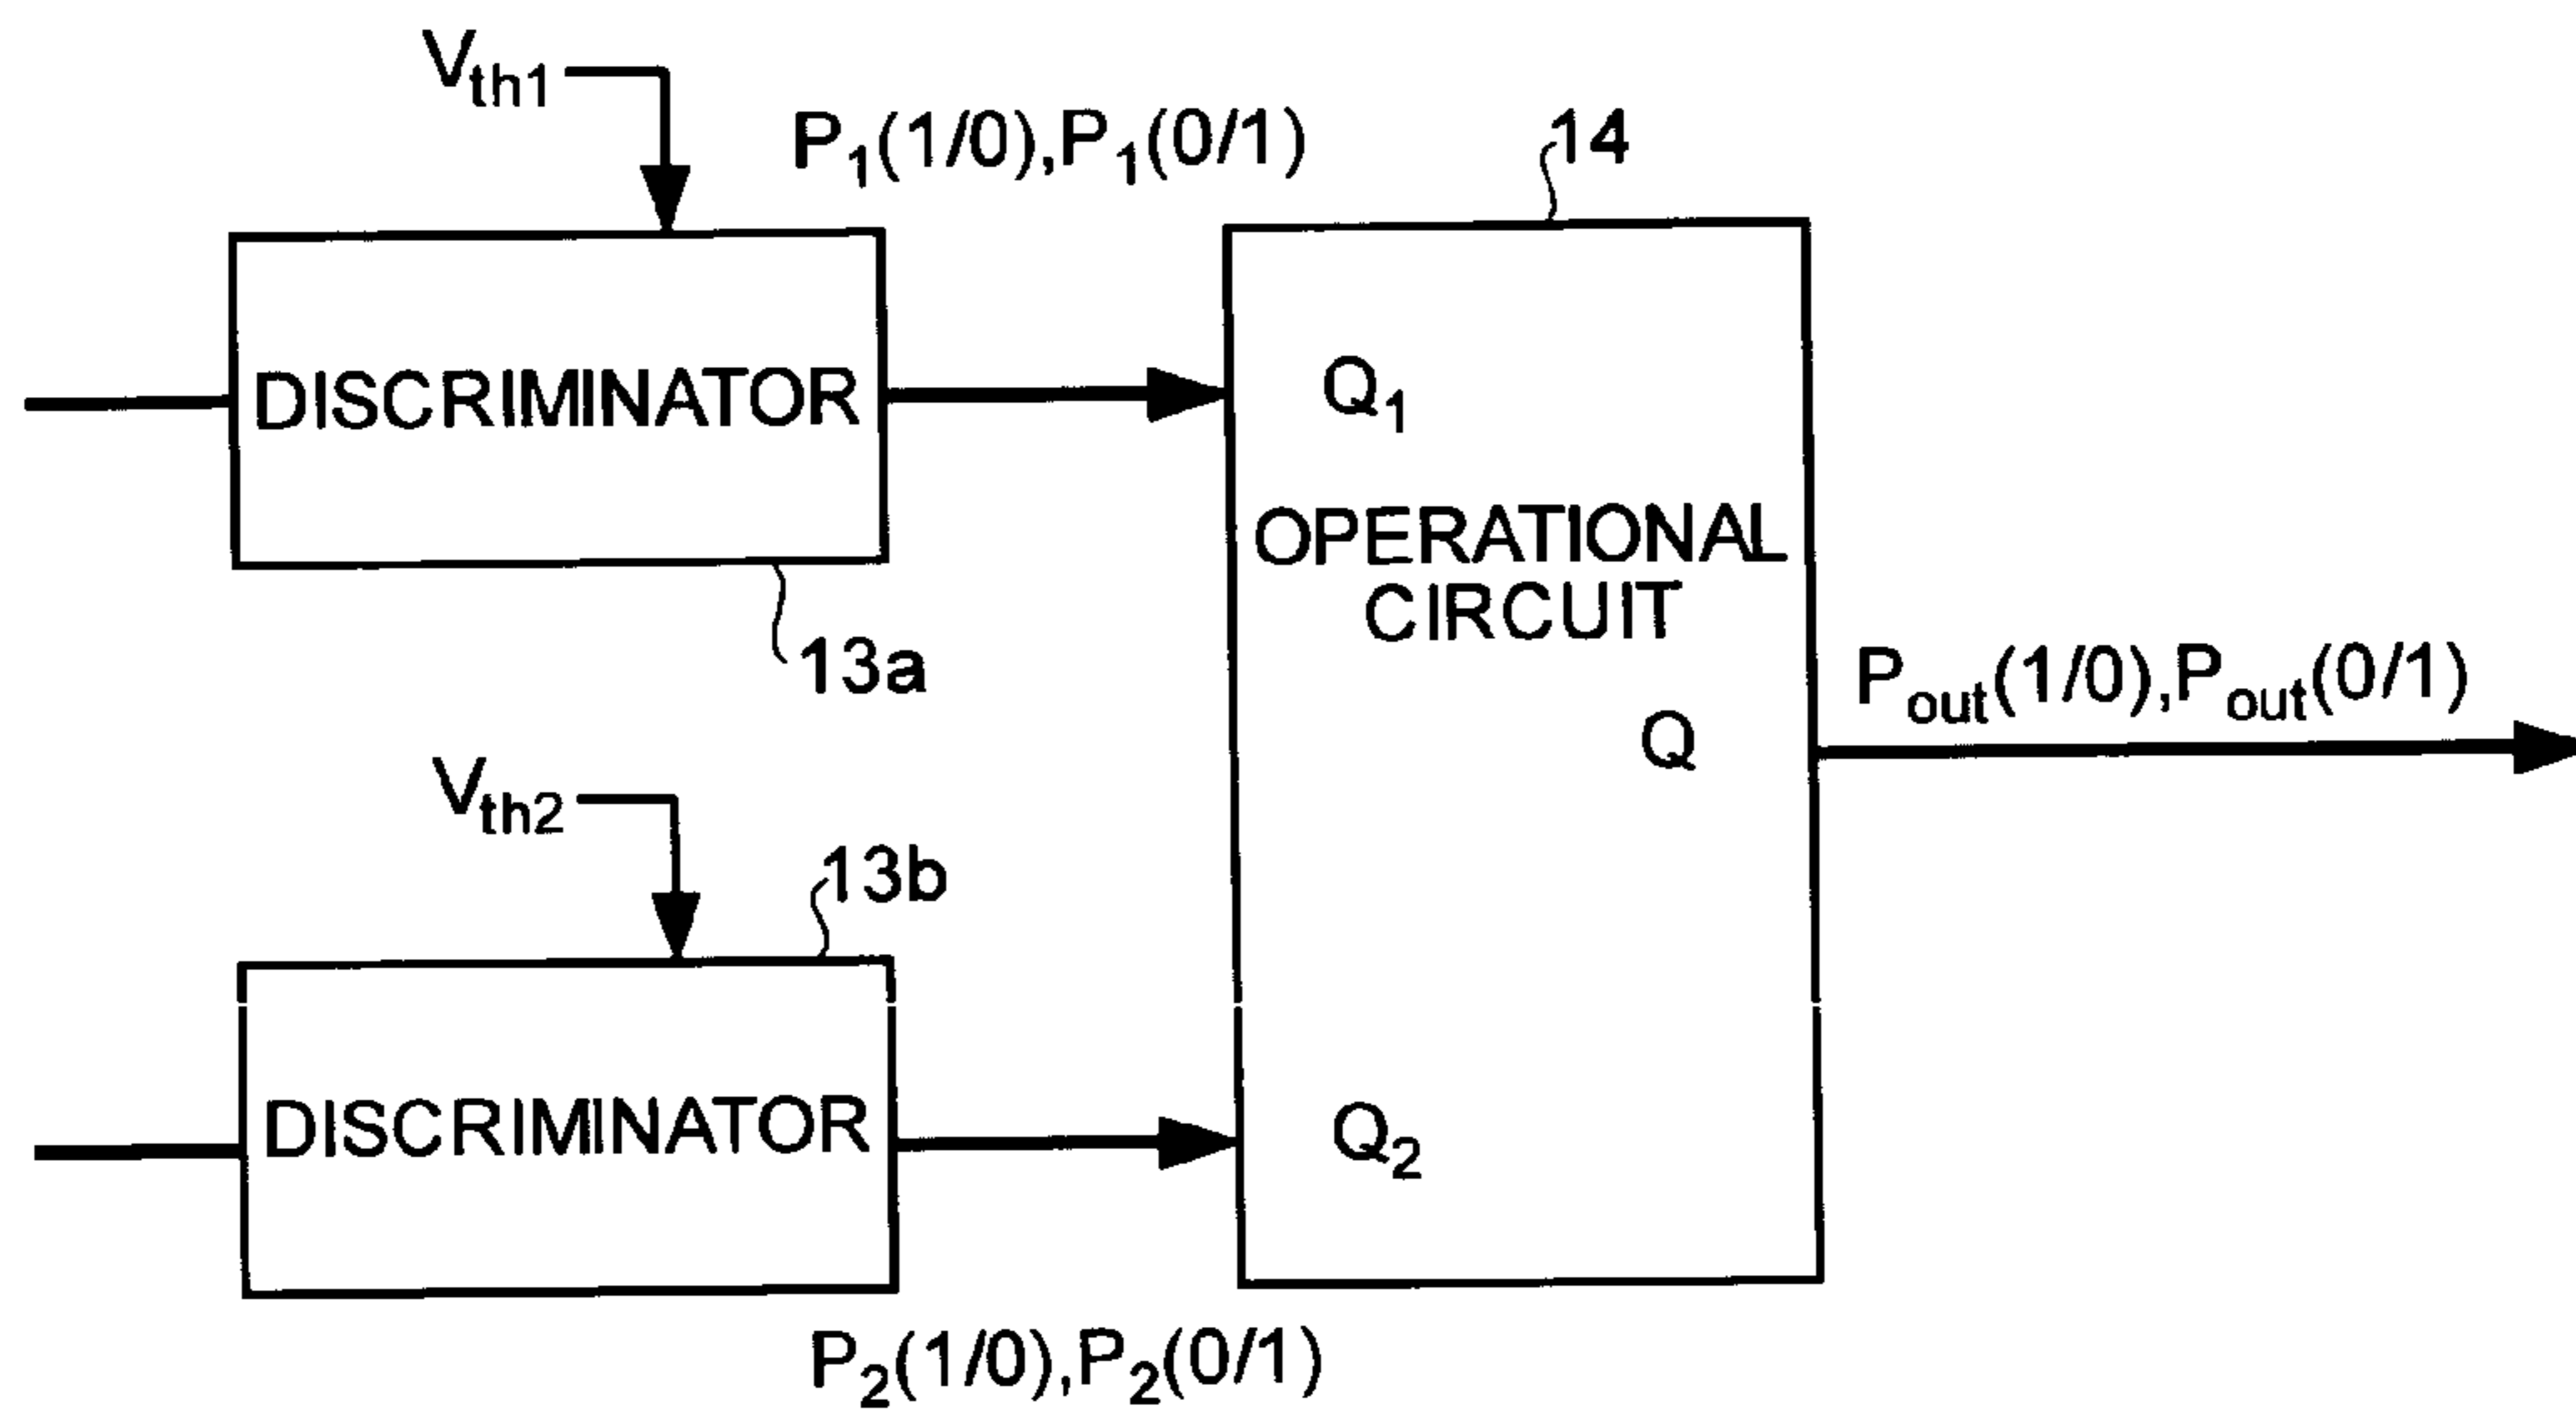 Vth1
P1(1/0),P1(0/1)
14
DISCRIMINATOR
Q1
OPERATIONAL
CIRCUIT
13a
Pout(1/0),Pout(0/1)
Q
Vth2
13b
DISCRIMINATOR
Q2
P2(1/0),P2(0/1)